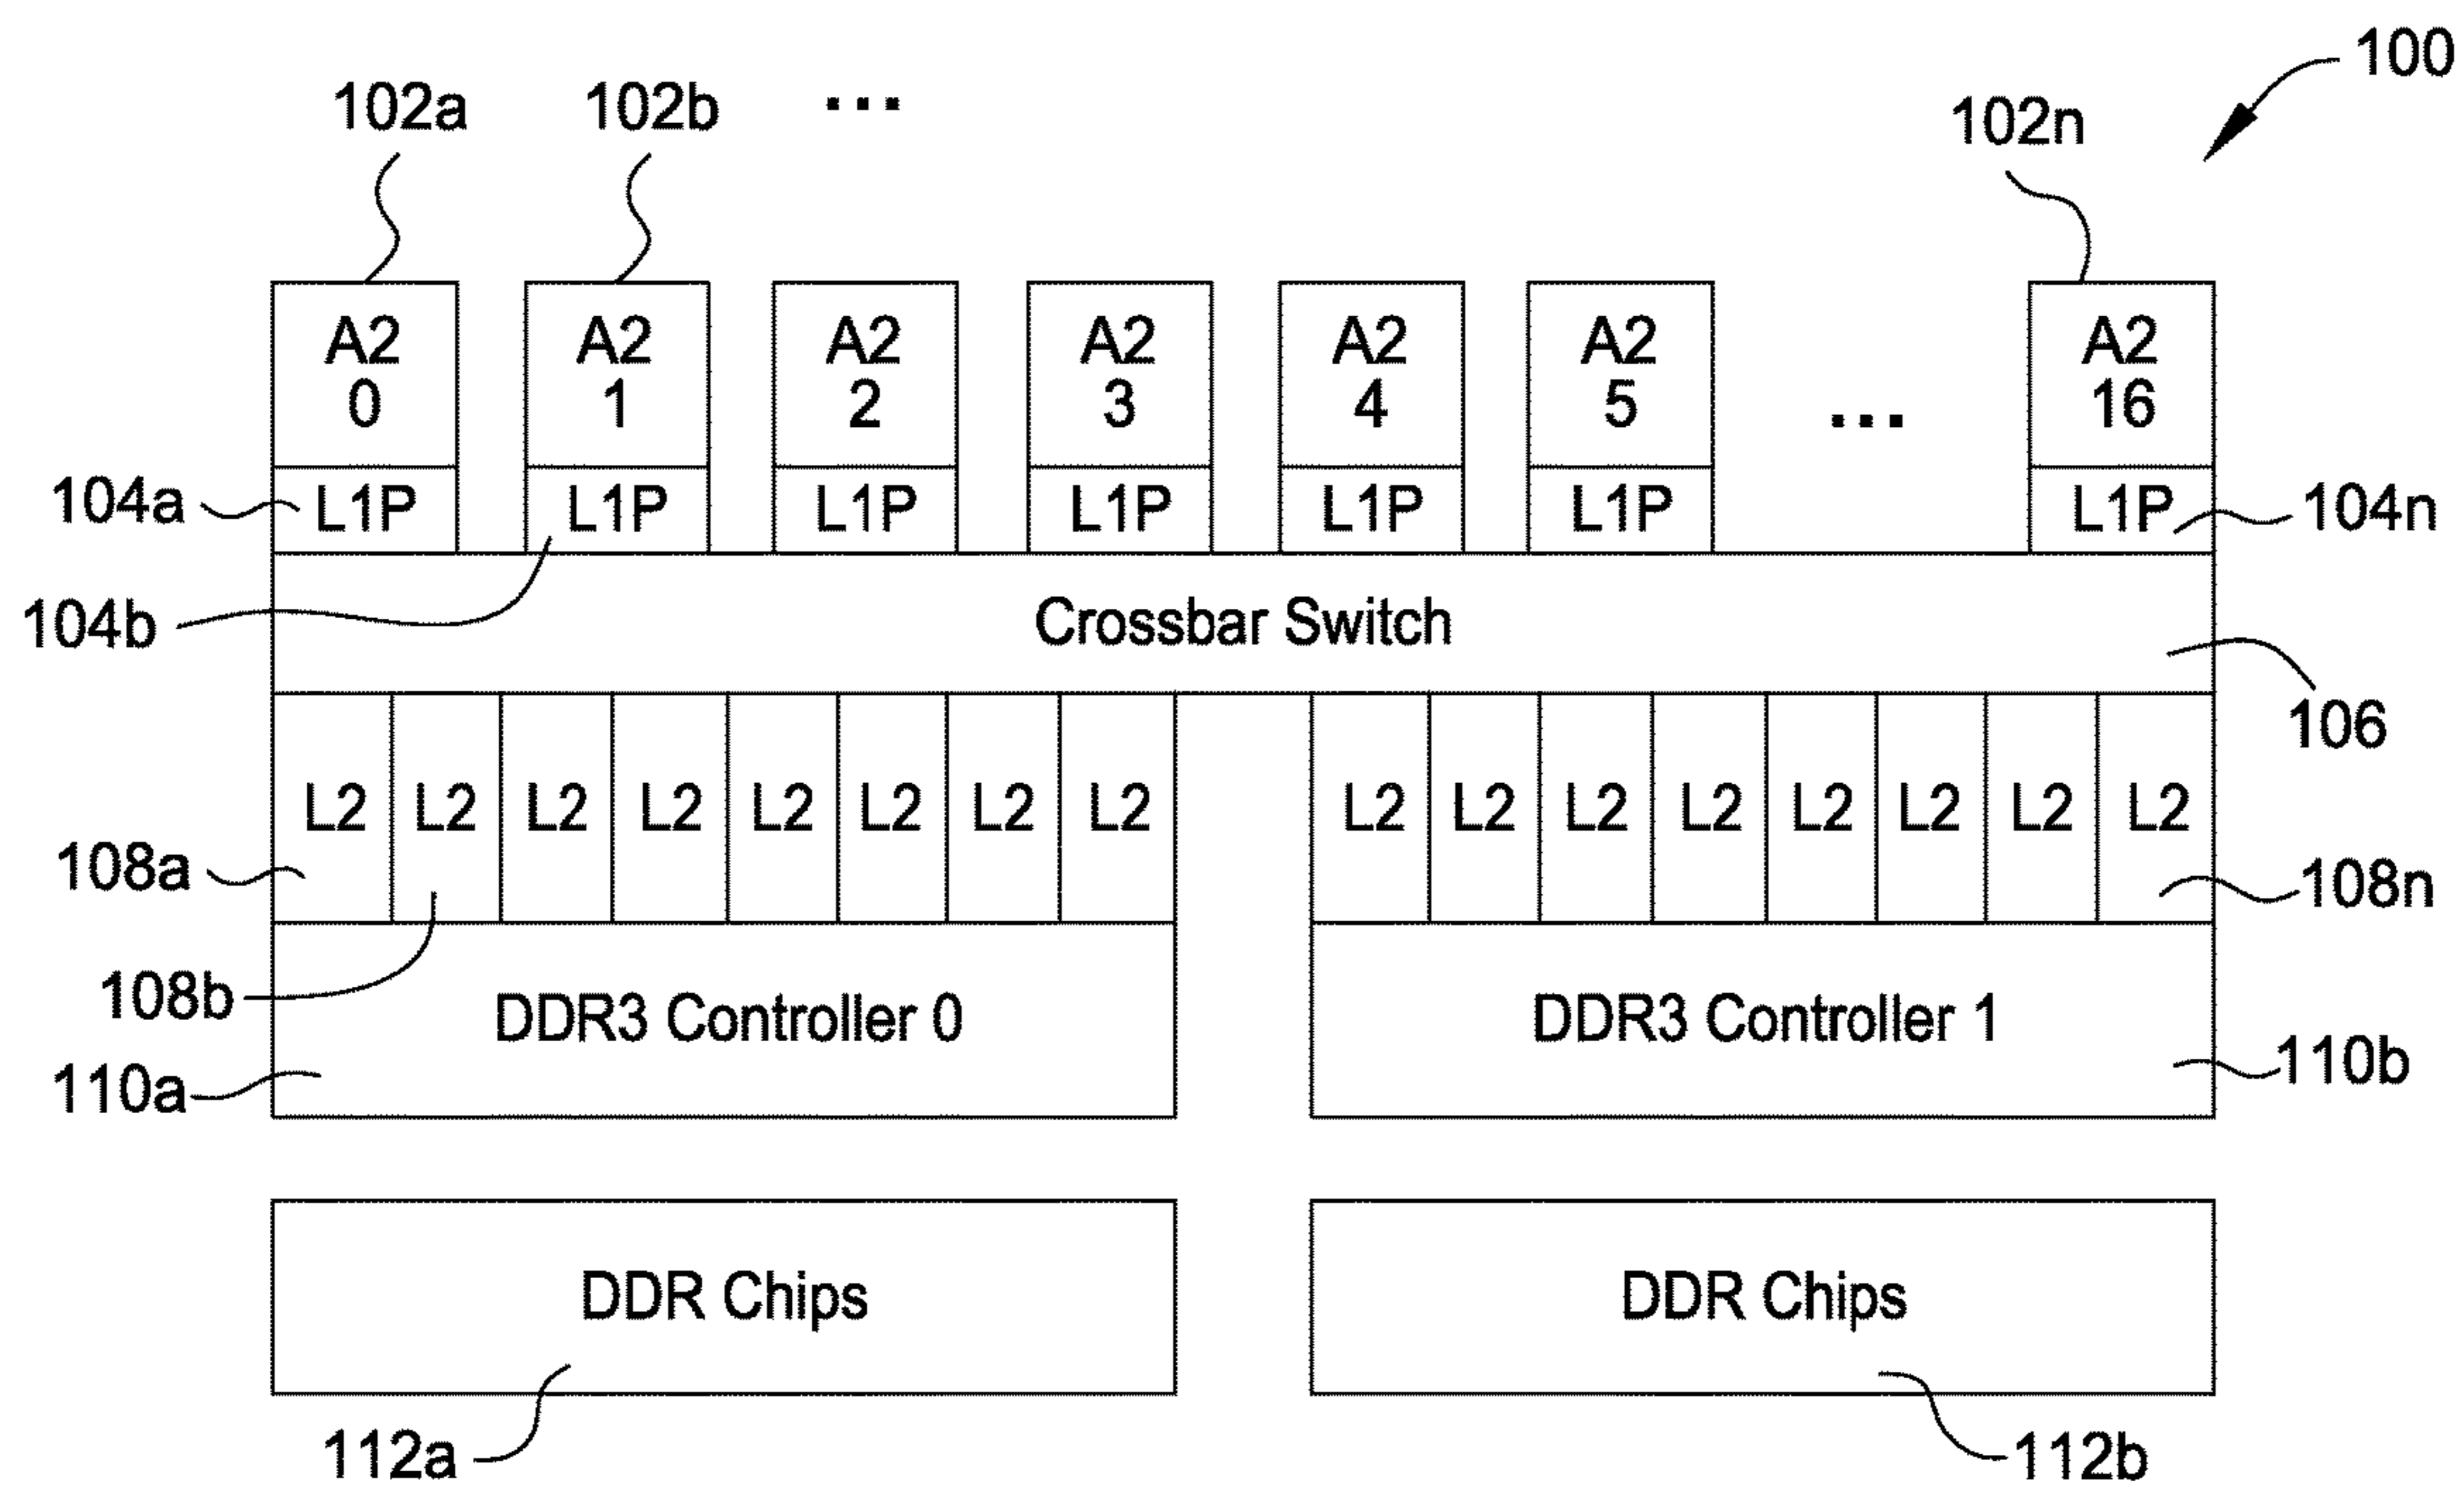 100
102a 102b ... 102n
A2 A2 A2 A2 A2 A2 A2
0 1 2 3 4 5 ... 16
104a L1P L1P L1P L1P L1P L1P L1P 104n
104b Crossbar Switch
106
L2 L2 L2 L2 L2 L2 L2 L2 L2 L2 L2 L2 L2 L2 L2 L2
108a 108n
108b DDR3 Controller 0 DDR3 Controller 1
110a 110b
DDR Chips DDR Chips
112a 112b